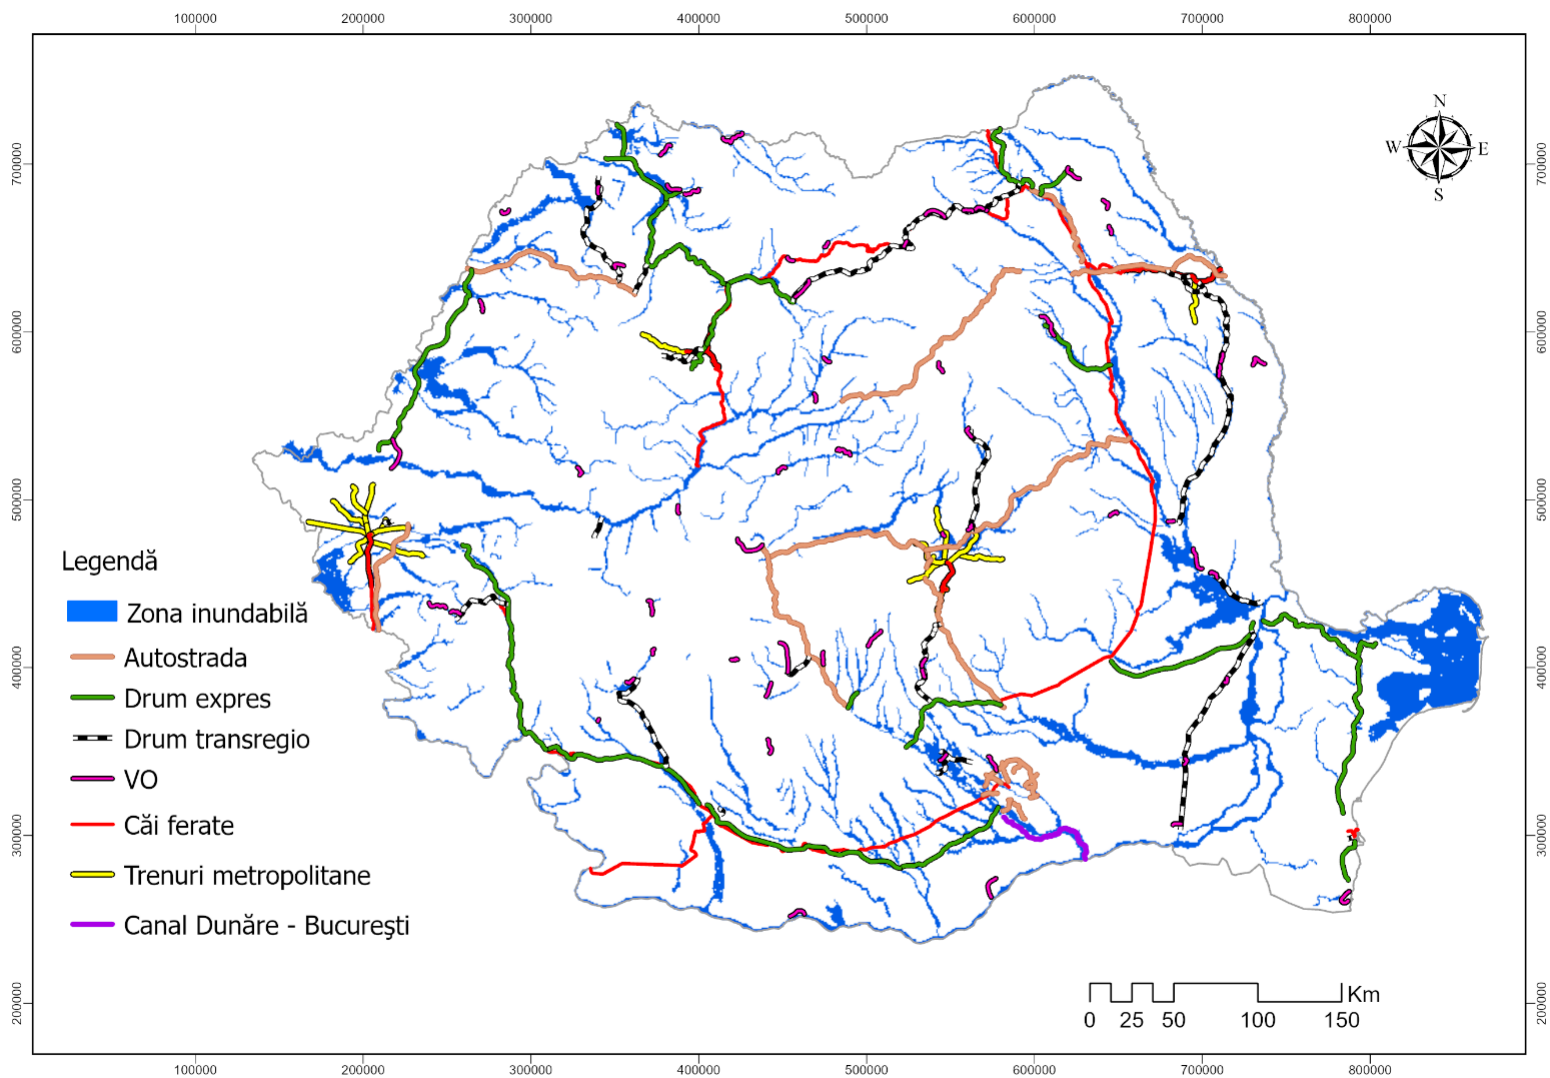 100000 200000 300000 400000 500000 600000 700000 800000
700000 700000
600000 600000
500000 500000
400000 400000
300000 300000
200000 200000
N
W E
S
Legendă
Zona inundabilă
Autostrada
Drum expres
Drum transregio
VO
Căi ferate
Trenuri metropolitane
Canal Dunăre - Bucureşti
Km
0 25 50 100 150
100000 200000 300000 400000 500000 600000 700000 800000